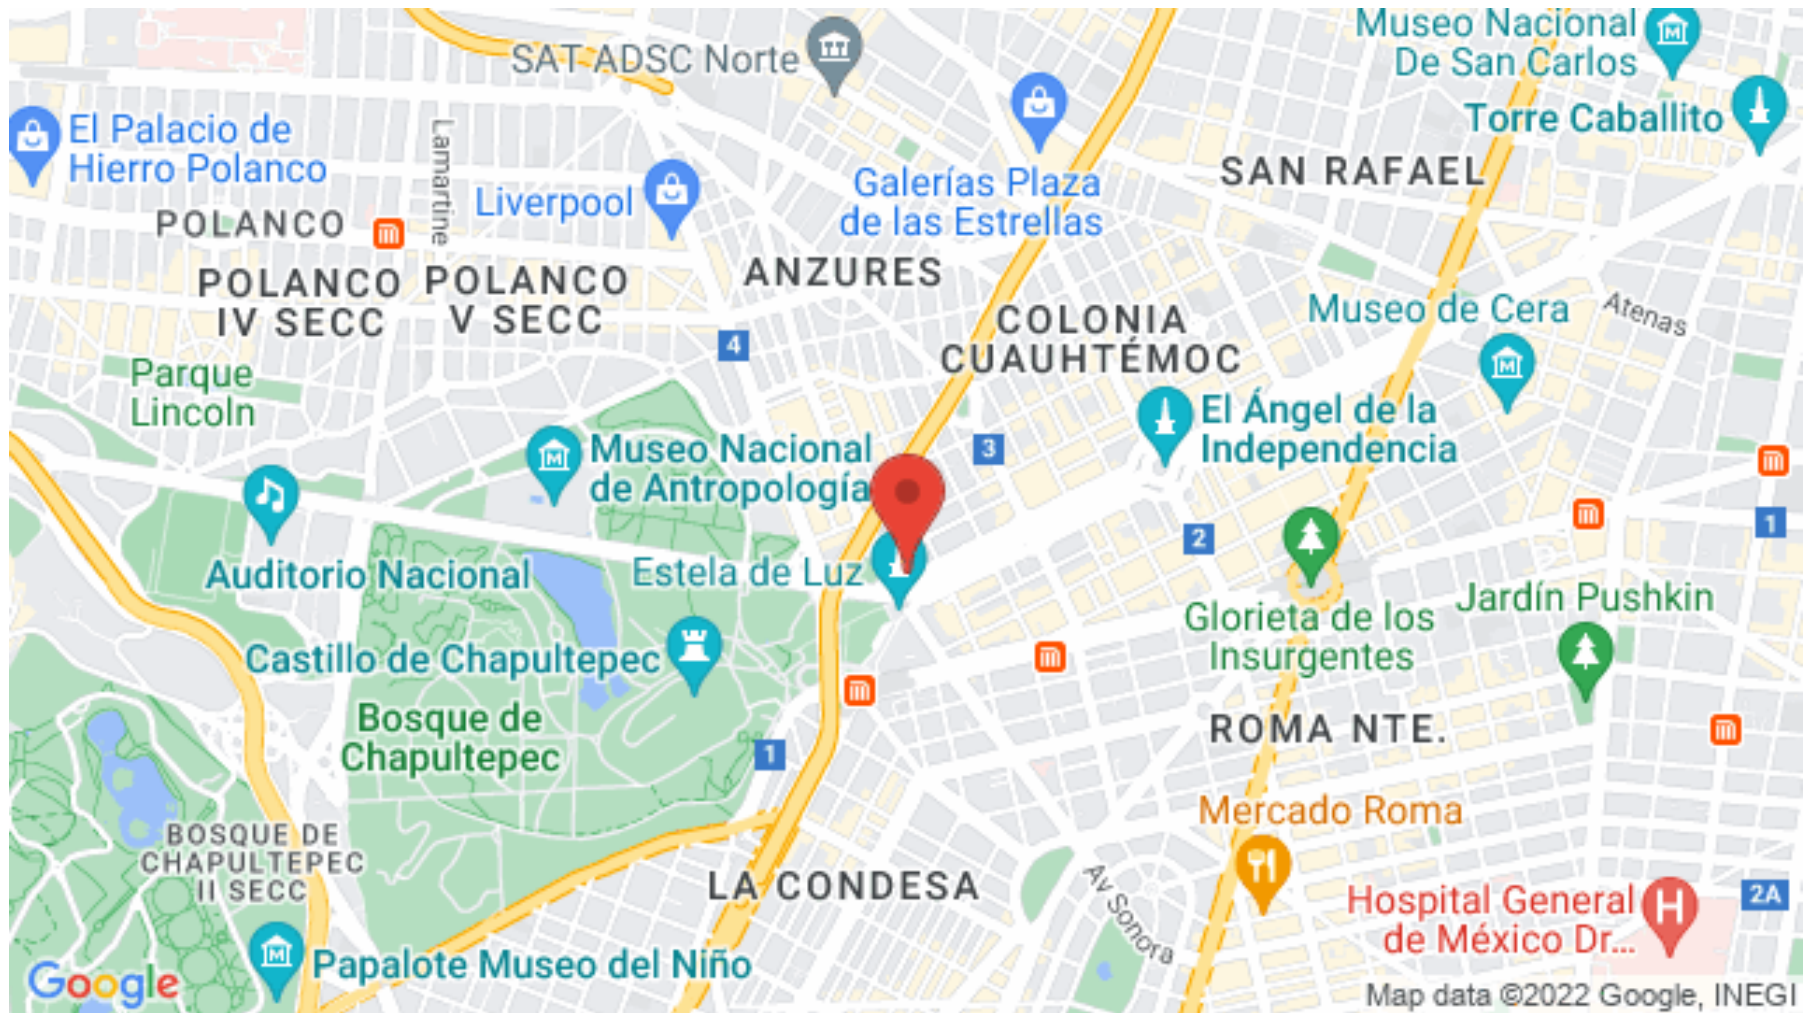 Museo Nacional
De San Carlos
SAT ADSC Norte
Torre Caballito
El Palacio de
Hierro Polanco
Lamartine
SAN RAFAEL
Liverpool
Galerías Plaza
de las Estrellas
POLANCO
ANZURES
POLANCO
IV SECC
POLANCO
V SECC
COLONIA
CUAUHTÉMOC
Museo de Cera
Atenas
4
Parque
Lincoln
El Ángel de la
Independencia
Museo Nacional
de Antropología
3
1
2
Auditorio Nacional
Estela de Luz
Jardín Pushkin
Glorieta de los
Insurgentes
Castillo de Chapultepec
Bosque de
Chapultepec
1
ROMA NTE.
Mercado Roma
BOSQUE DE
CHAPULTEPEC
II SECC
LA CONDESA
Av Sonora
2A
Hospital General
de México Dr...
Papalote Museo del Niño
Google
Map data ©2022 Google, INEGI